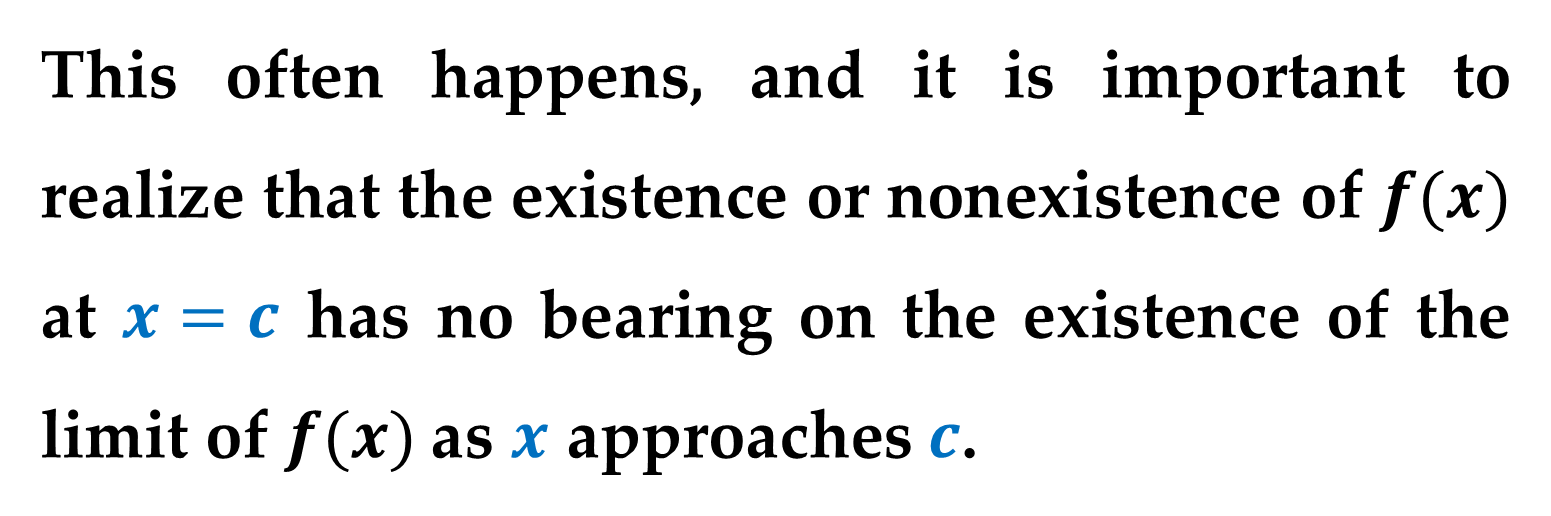 This often happens, and it is important to
realize that the existence or nonexistence of f(x)
at x = c has no bearing on the existence of the
limit of f(x) as x approaches c.